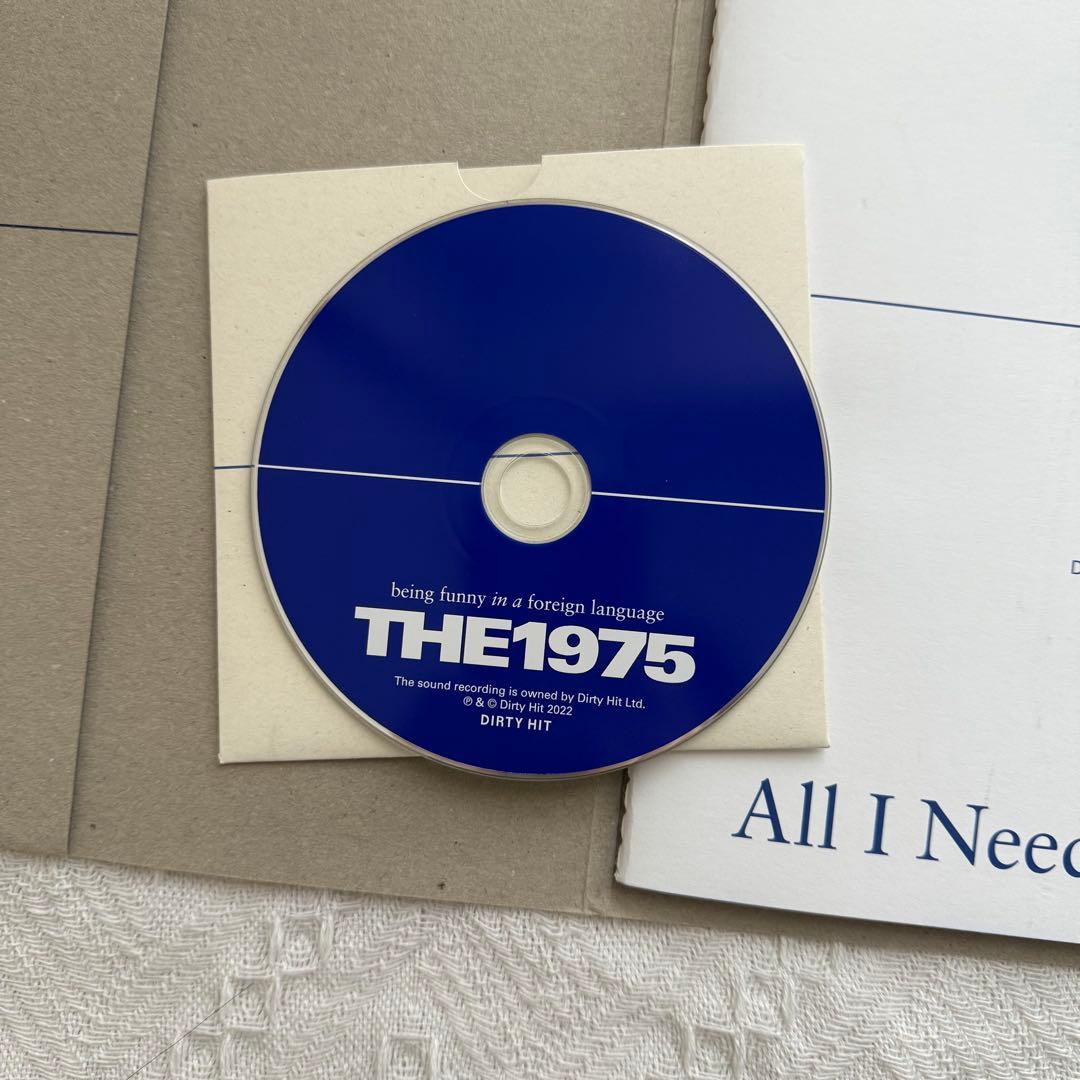 being funny in a foreign language
THE1975
The sound recording is owned by Dirty Hit Ltd.
℗ & © Dirty Hit 2022
DIRTY HIT
All I Need